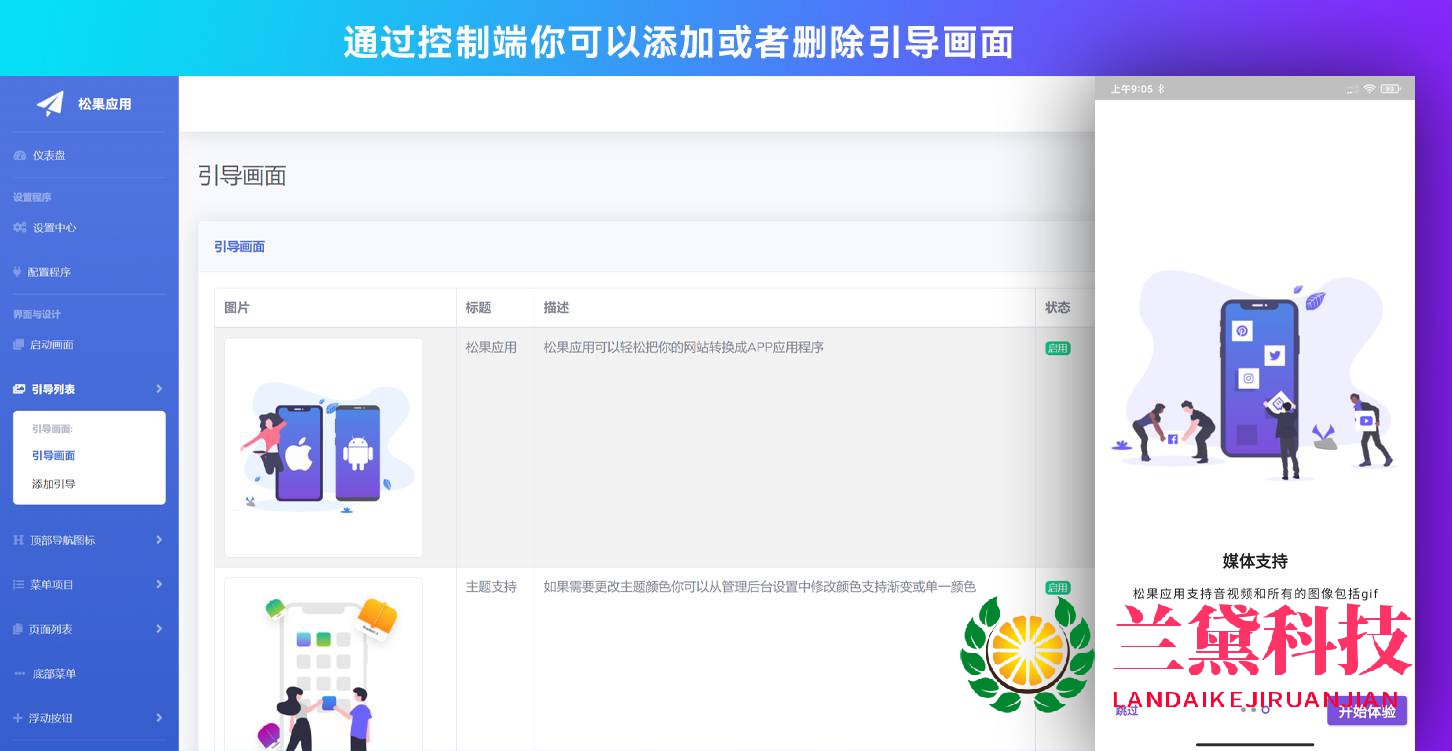 通过控制端你可以添加或者删除引导画面
松果应用
仪表盘
设置程序
设置中心
配置程序
界面与设计
启动画面
引导列表
引导画面:
引导画面
添加引导
顶部导航图标
菜单项目
页面列表
底部菜单
浮动按钮
引导画面
引导画面
图片 标题 描述 状态
松果应用 松果应用可以轻松把你的网站转换成APP应用程序 启用
主题支持 如果需要更改主题颜色你可以从管理后台设置中修改颜色支持渐变或单一颜色 启用
上午9:05
媒体支持
松果应用支持音视频和所有的图像包括gif
兰黛科技
LANDAIKEJIRUANJIAN
跳过 开始体验